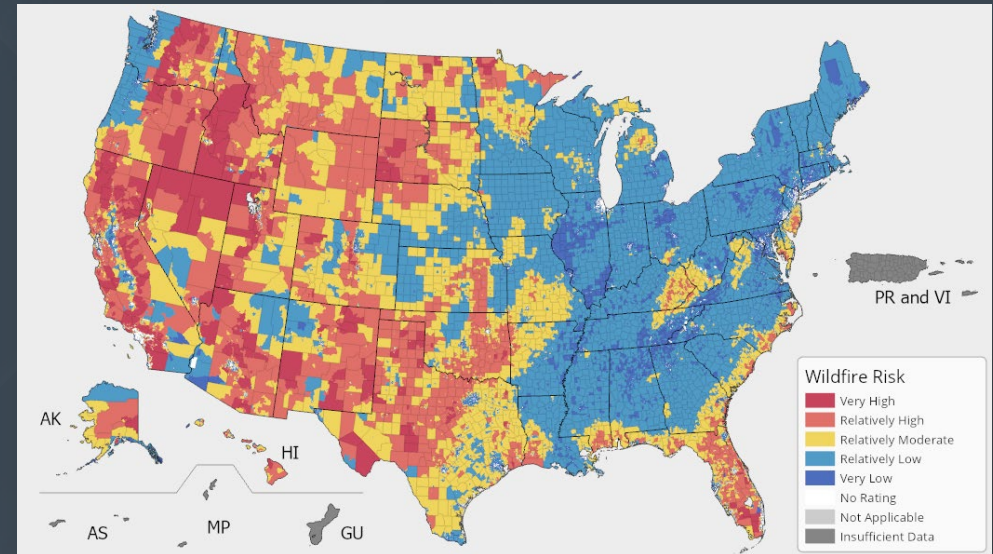 PR and VI
AK
HI
AS
MP
GU
Wildfire Risk
Very High
Relatively High
Relatively Moderate
Relatively Low
Very Low
No Rating
Not Applicable
Insufficient Data